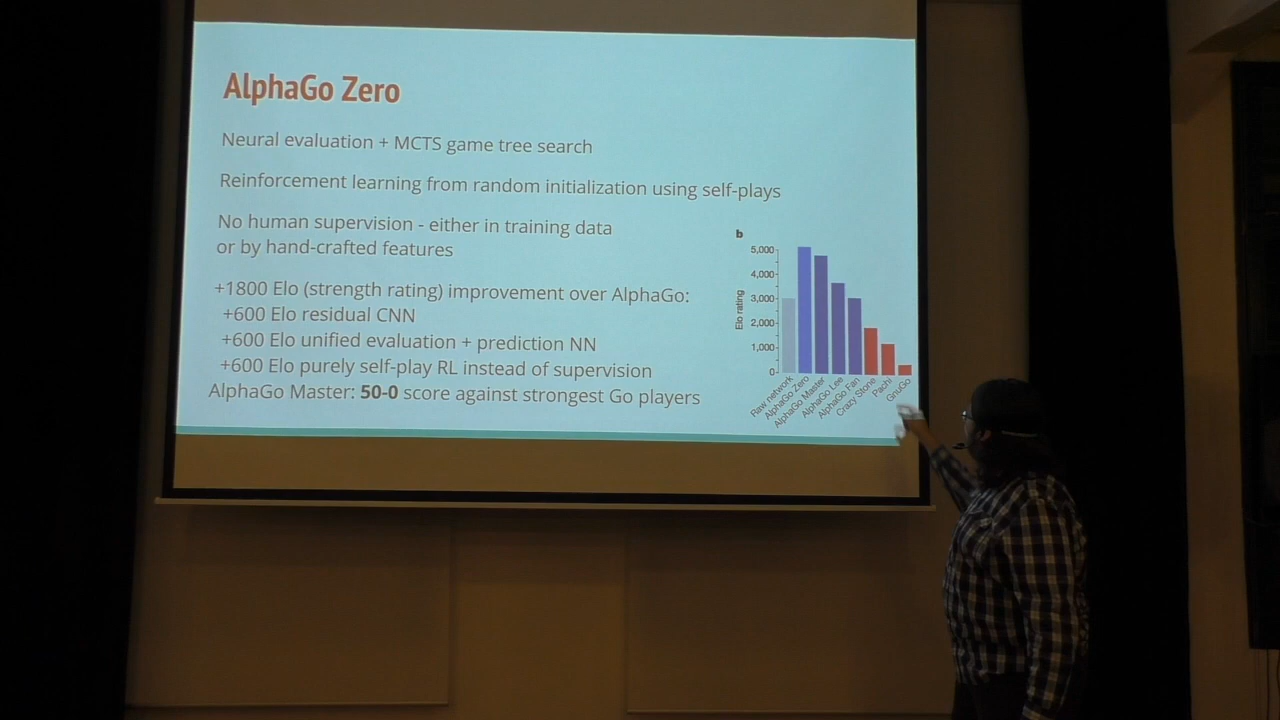 AlphaGo Zero
Neural evaluation + MCTS game tree search
Reinforcement learning from random initialization using self-plays
No human supervision - either in training data
or by hand-crafted features
+1800 Elo (strength rating) improvement over AlphaGo:
+600 Elo residual CNN
+600 Elo unified evaluation + prediction NN
+600 Elo purely self-play RL instead of supervision
AlphaGo Master: 50-0 score against strongest Go players
b
Elo rating
5,000
4,000
3,000
2,000
1,000
0
Raw network
AlphaGo Zero
AlphaGo Master
AlphaGo Lee
AlphaGo Fan
Crazy Stone
Pachi
GnuGo